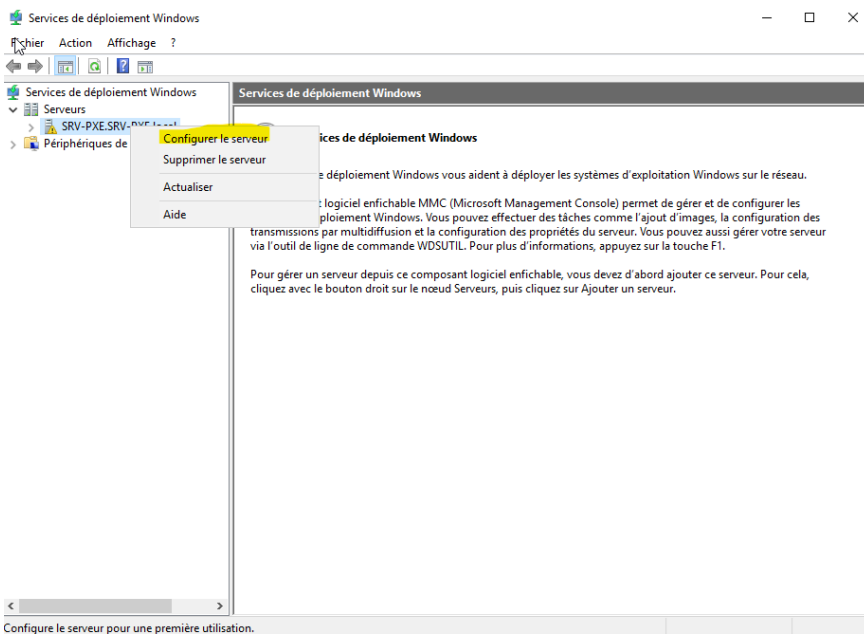 Services de déploiement Windows
Fichier Action Affichage ?
Services de déploiement Windows
Serveurs
SRV-PXE.SRV-PXE.local
Périphériques de
Configurer le serveur
Supprimer le serveur
Actualiser
Aide
Services de déploiement Windows
ices de déploiement Windows
e déploiement Windows vous aident à déployer les systèmes d'exploitation Windows sur le réseau.
t logiciel enfichable MMC (Microsoft Management Console) permet de gérer et de configurer les
ploiement Windows. Vous pouvez effectuer des tâches comme l'ajout d'images, la configuration des
transmissions par multidiffusion et la configuration des propriétés du serveur. Vous pouvez aussi gérer votre serveur
via l'outil de ligne de commande WDSUTIL. Pour plus d'informations, appuyez sur la touche F1.
Pour gérer un serveur depuis ce composant logiciel enfichable, vous devez d'abord ajouter ce serveur. Pour cela,
cliquez avec le bouton droit sur le nœud Serveurs, puis cliquez sur Ajouter un serveur.
Configure le serveur pour une première utilisation.